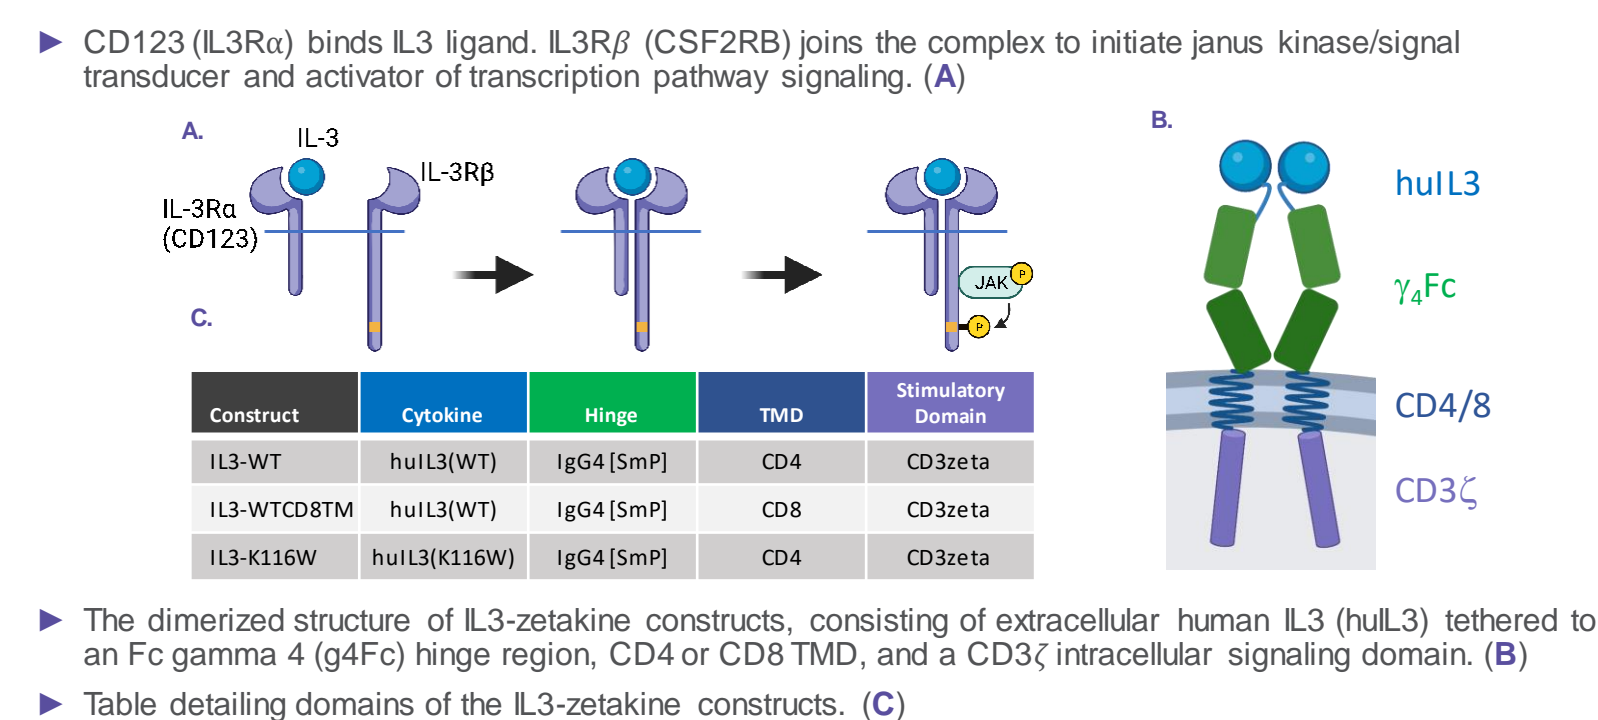 ► CD123 (IL3Rα) binds IL3 ligand. IL3Rβ (CSF2RB) joins the complex to initiate janus kinase/signal
transducer and activator of transcription pathway signaling. (A)
A.
IL-3
IL-3Rβ
IL-3Rα
(CD123)
JAK
P
P
B.
huIL3
γ4Fc
CD4/8
CD3ζ
C.
Construct Cytokine Hinge TMD Stimulatory Domain
IL3-WT huIL3(WT) IgG4 [SmP] CD4 CD3zeta
IL3-WTCD8TM huIL3(WT) IgG4 [SmP] CD8 CD3zeta
IL3-K116W huIL3(K116W) IgG4 [SmP] CD4 CD3zeta
► The dimerized structure of IL3-zetakine constructs, consisting of extracellular human IL3 (huIL3) tethered to
an Fc gamma 4 (g4Fc) hinge region, CD4 or CD8 TMD, and a CD3ζ intracellular signaling domain. (B)
► Table detailing domains of the IL3-zetakine constructs. (C)